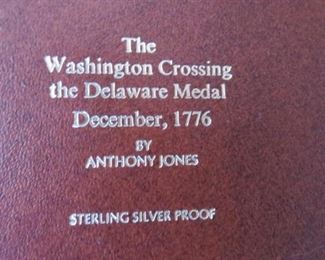 The
Washington Crossing
the Delaware Medal
December, 1776
BY
ANTHONY JONES
STERLING SILVER PROOF